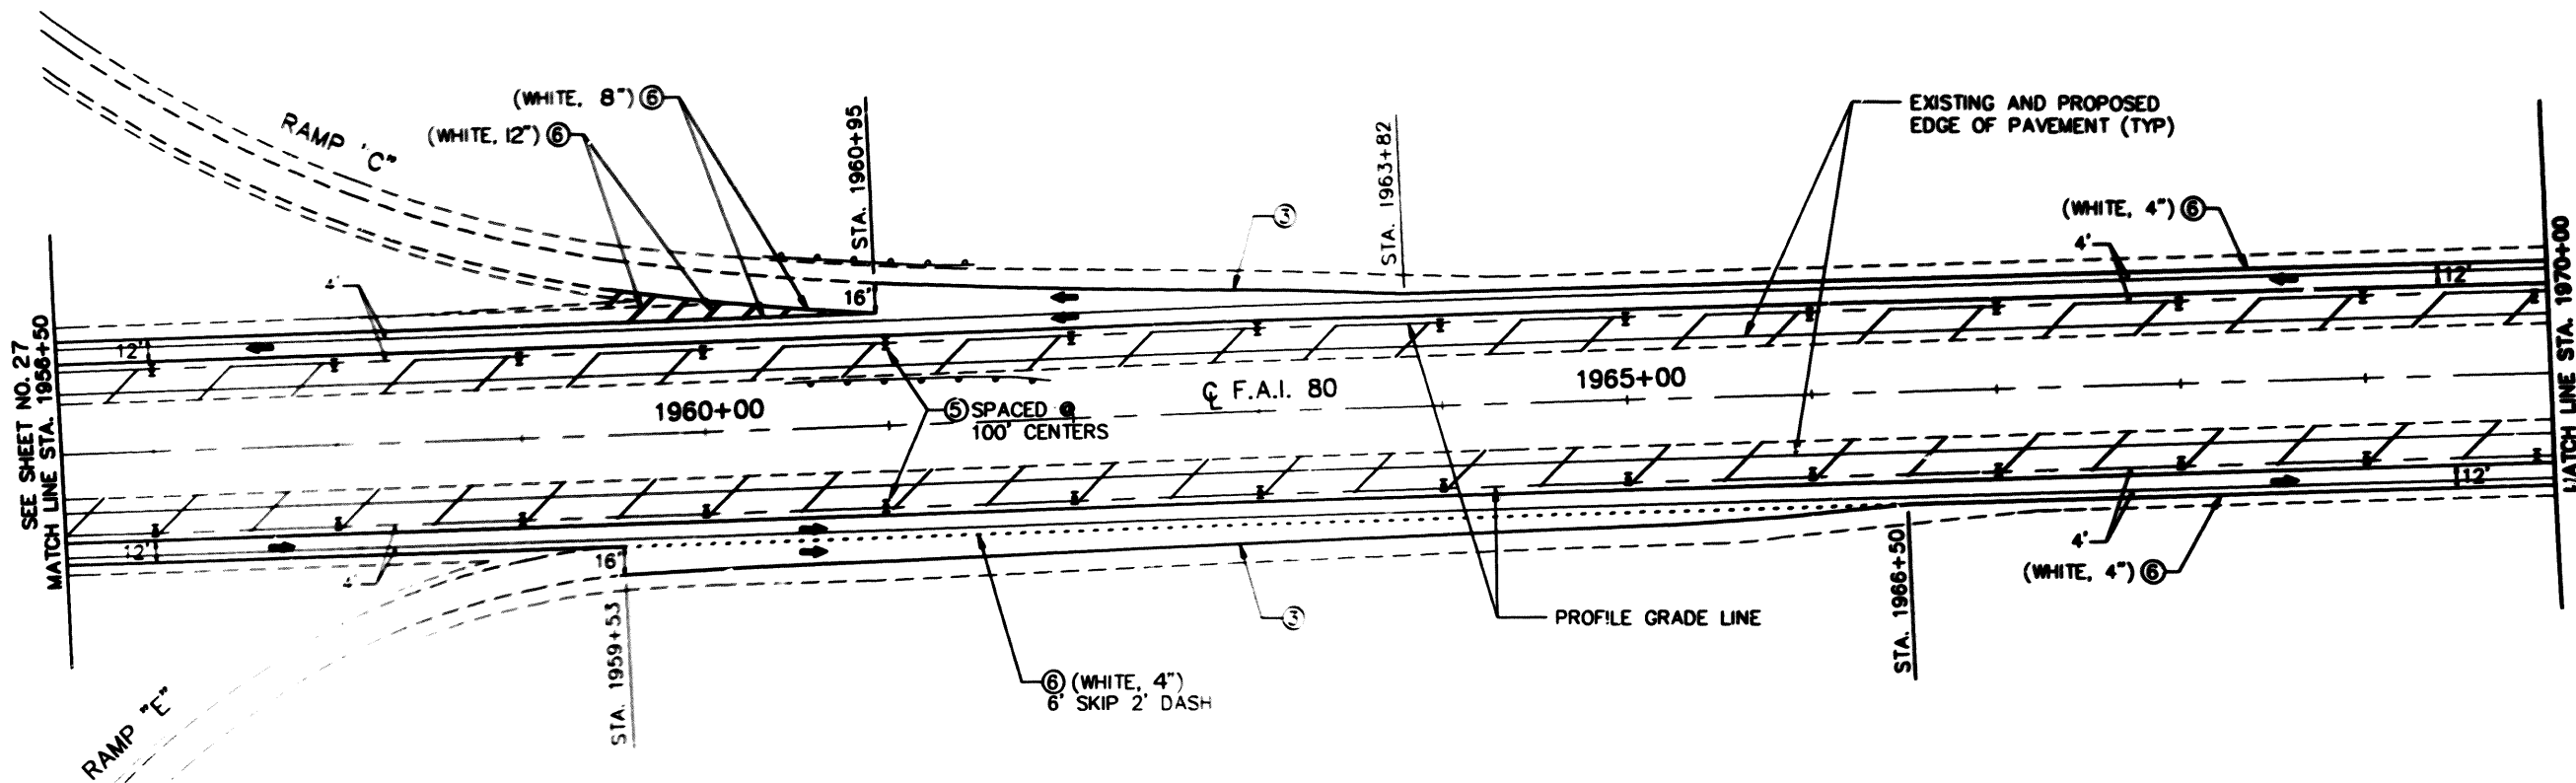 RAMP "C"
(WHITE, 8") ⑥
(WHITE, 12") ⑥
STA. 1960+95
STA. 1963+82
③
EXISTING AND PROPOSED
EDGE OF PAVEMENT (TYP)
(WHITE, 4") ⑥
4'
12'
16'
4'
12'
SEE SHEET NO. 27
MATCH LINE STA. 1956+50
MATCH LINE STA. 1970+00
1960+00
⑤ SPACED @
100' CENTERS
℄ F.A.I. 80
1965+00
12'
4'
16'
12'
4'
(WHITE, 4") ⑥
STA. 1966+50
PROFILE GRADE LINE
③
STA. 1959+53
⑥ (WHITE, 4")
6' SKIP 2' DASH
RAMP "E"